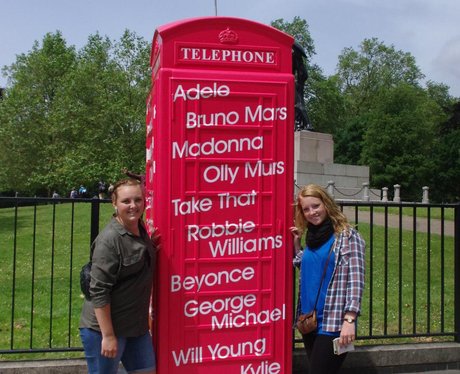 TELEPHONE
Adele
Bruno Mars
Madonna
Olly Murs
Take That
Robbie
Williams
Beyonce
George
Michael
Will Young
Kylie